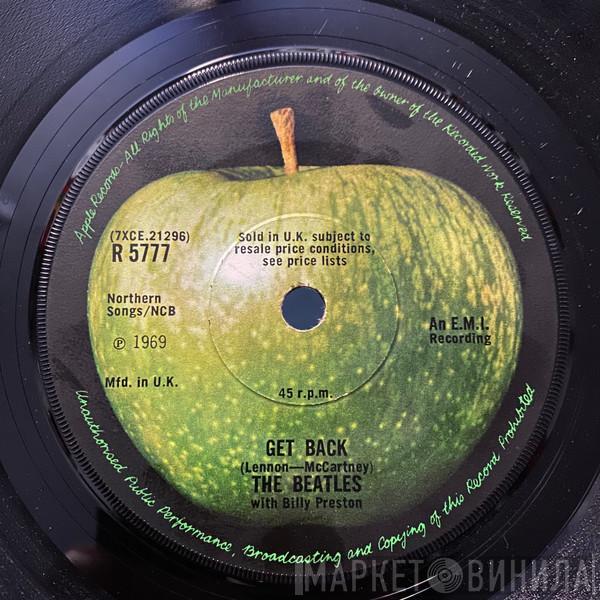 Apple Records - All Rights of the Manufacturer and of the Owner of the Recorded Work Reserved
(7XCE.21296)
R 5777
Sold in U.K. subject to
resale price conditions,
see price lists
Northern
Songs/NCB
℗ 1969
An E.M.I.
Recording
Mfd. in U.K.
45 r.p.m.
GET BACK
(Lennon—McCartney)
THE BEATLES
with Billy Preston
Unauthorised Public Performance, Broadcasting and Copying of this Record Prohibited
МАРКЕТ ВИНИЛА